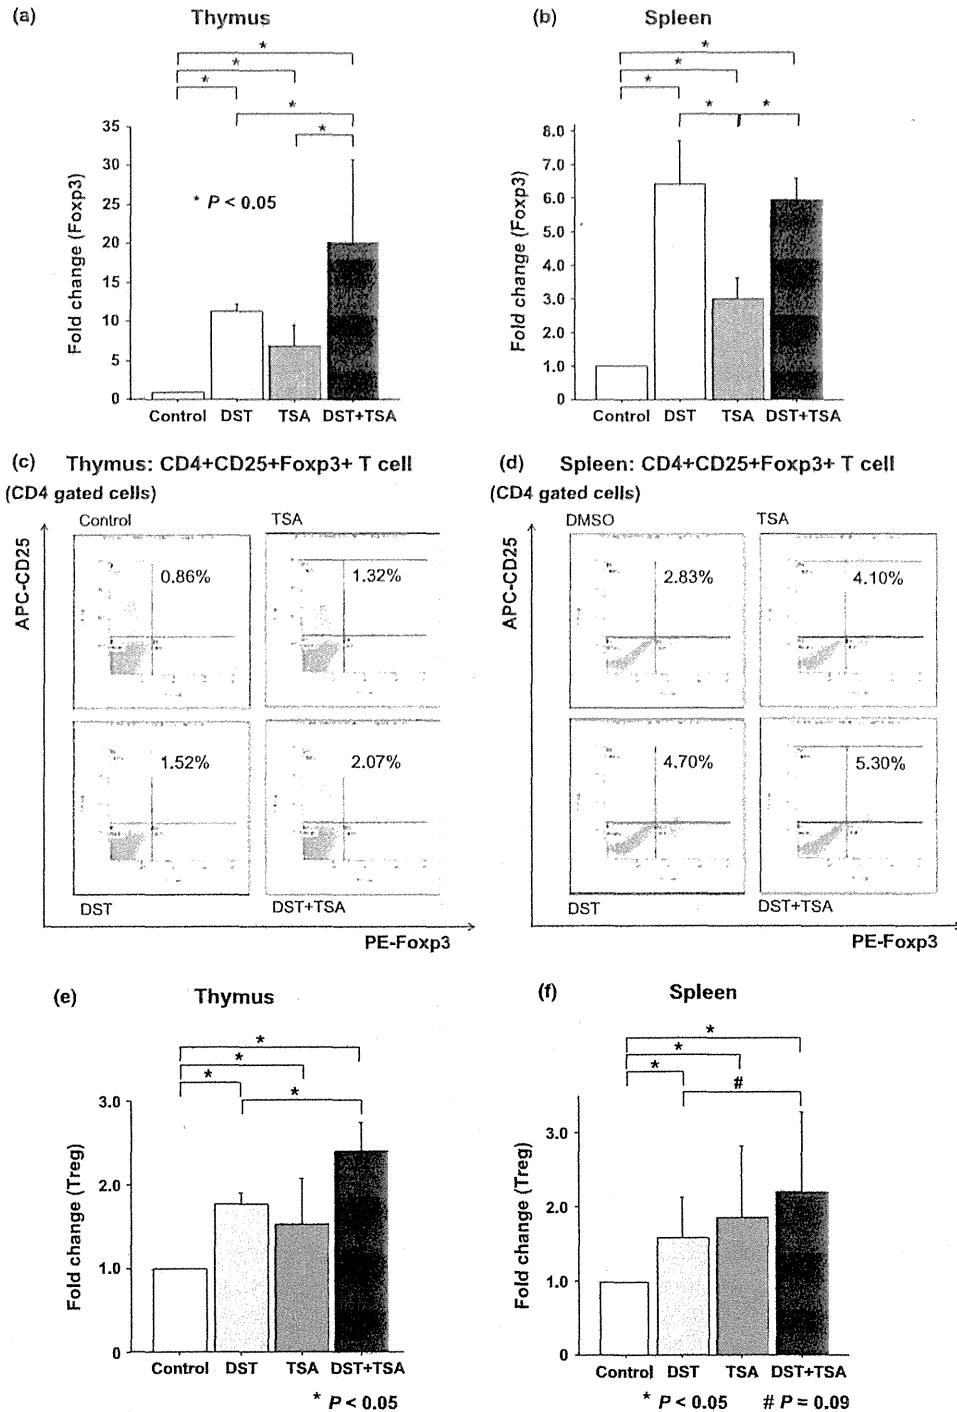 (a)
Thymus
*
*
*
*
*
35
30
25
20
15
10
5
0
Fold change (Foxp3)
* P < 0.05
Control DST TSA DST+TSA
(b)
Spleen
*
*
*
* *
8.0
7.0
6.0
5.0
4.0
3.0
2.0
1.0
0
Fold change (Foxp3)
Control DST TSA DST+TSA
(c) Thymus: CD4+CD25+Foxp3+ T cell
(CD4 gated cells)
Control TSA
0.86% 1.32%
1.52% 2.07%
DST DST+TSA
APC-CD25
PE-Foxp3
(d) Spleen: CD4+CD25+Foxp3+ T cell
(CD4 gated cells)
DMSO TSA
2.83% 4.10%
4.70% 5.30%
DST DST+TSA
APC-CD25
PE-Foxp3
(e) Thymus
*
*
*
*
3.0
2.0
1.0
0
Fold change (Treg)
Control DST TSA DST+TSA
* P < 0.05
(f) Spleen
*
*
*
#
3.0
2.0
1.0
0
Fold change (Treg)
Control DST TSA DST+TSA
* P < 0.05 # P = 0.09